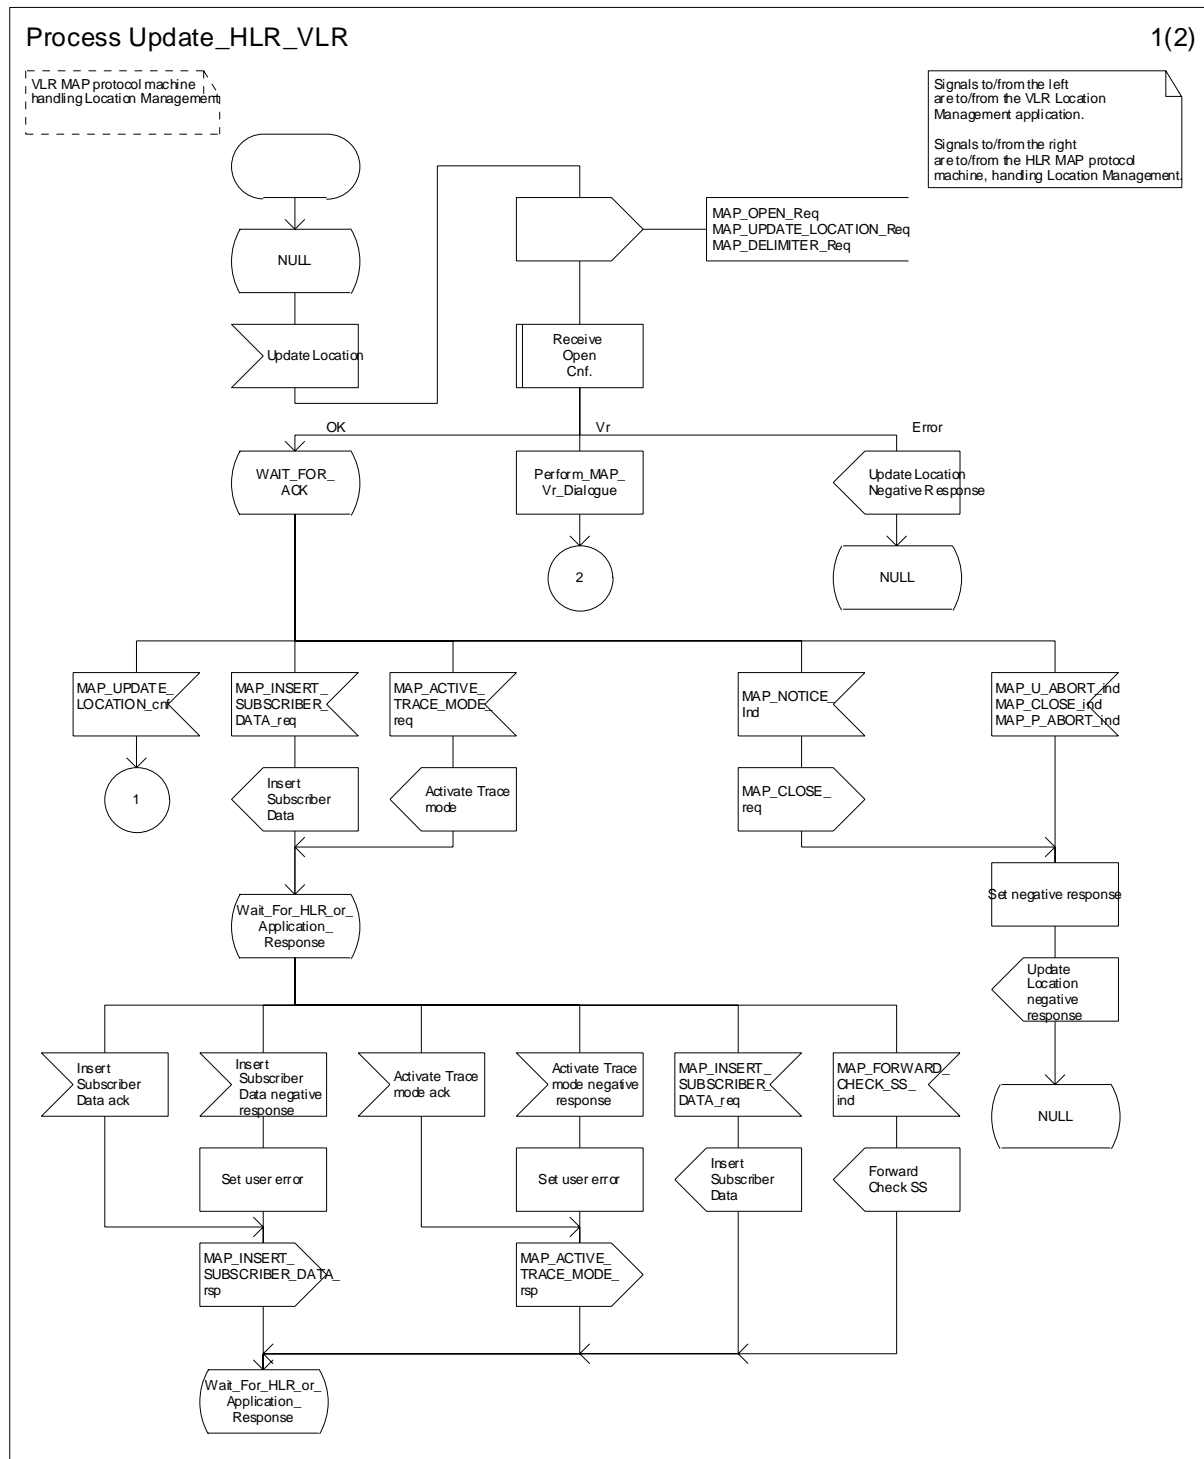 Process Update_HLR_VLR
1(2)
VLR MAP protocol machine
handling Location Management
Signals to/from the left
are to/from the VLR Location
Management application.
Signals to/from the right
are to/from the HLR MAP protocol
machine, handling Location Management.
MAP_OPEN_Req
MAP_UPDATE_LOCATION_Req
MAP_DELIMITER_Req
NULL
Update Location
Receive
Open
Cnf.
OK
Vr
Error
WAIT_FOR_
ACK
Perform_MAP_
Vr_Dialogue
Update Location
Negative Response
2
NULL
MAP_UPDATE_
LOCATION_cnf
MAP_INSERT_
SUBSCRIBER_
DATA_req
MAP_ACTIVE_
TRACE_MODE_
req
MAP_NOTICE_
Ind
MAP_U_ABORT_ind
MAP_CLOSE_ind
MAP_P_ABORT_ind
1
Insert
Subscriber
Data
Activate Trace
mode
MAP_CLOSE_
req
Set negative response
Wait_For_HLR_or_
Application_
Response
Update
Location
negative
response
Insert
Subscriber
Data ack
Insert
Subscriber
Data negative
response
Activate Trace
mode ack
Activate Trace
mode negative
response
MAP_INSERT_
SUBSCRIBER_
DATA_req
MAP_FORWARD_
CHECK_SS_
ind
NULL
Set user error
Set user error
Insert
Subscriber
Data
Forward
Check SS
MAP_INSERT_
SUBSCRIBER_DATA_
rsp
MAP_ACTIVE_
TRACE_MODE_
rsp
Wait_For_HLR_or_
Application_
Response